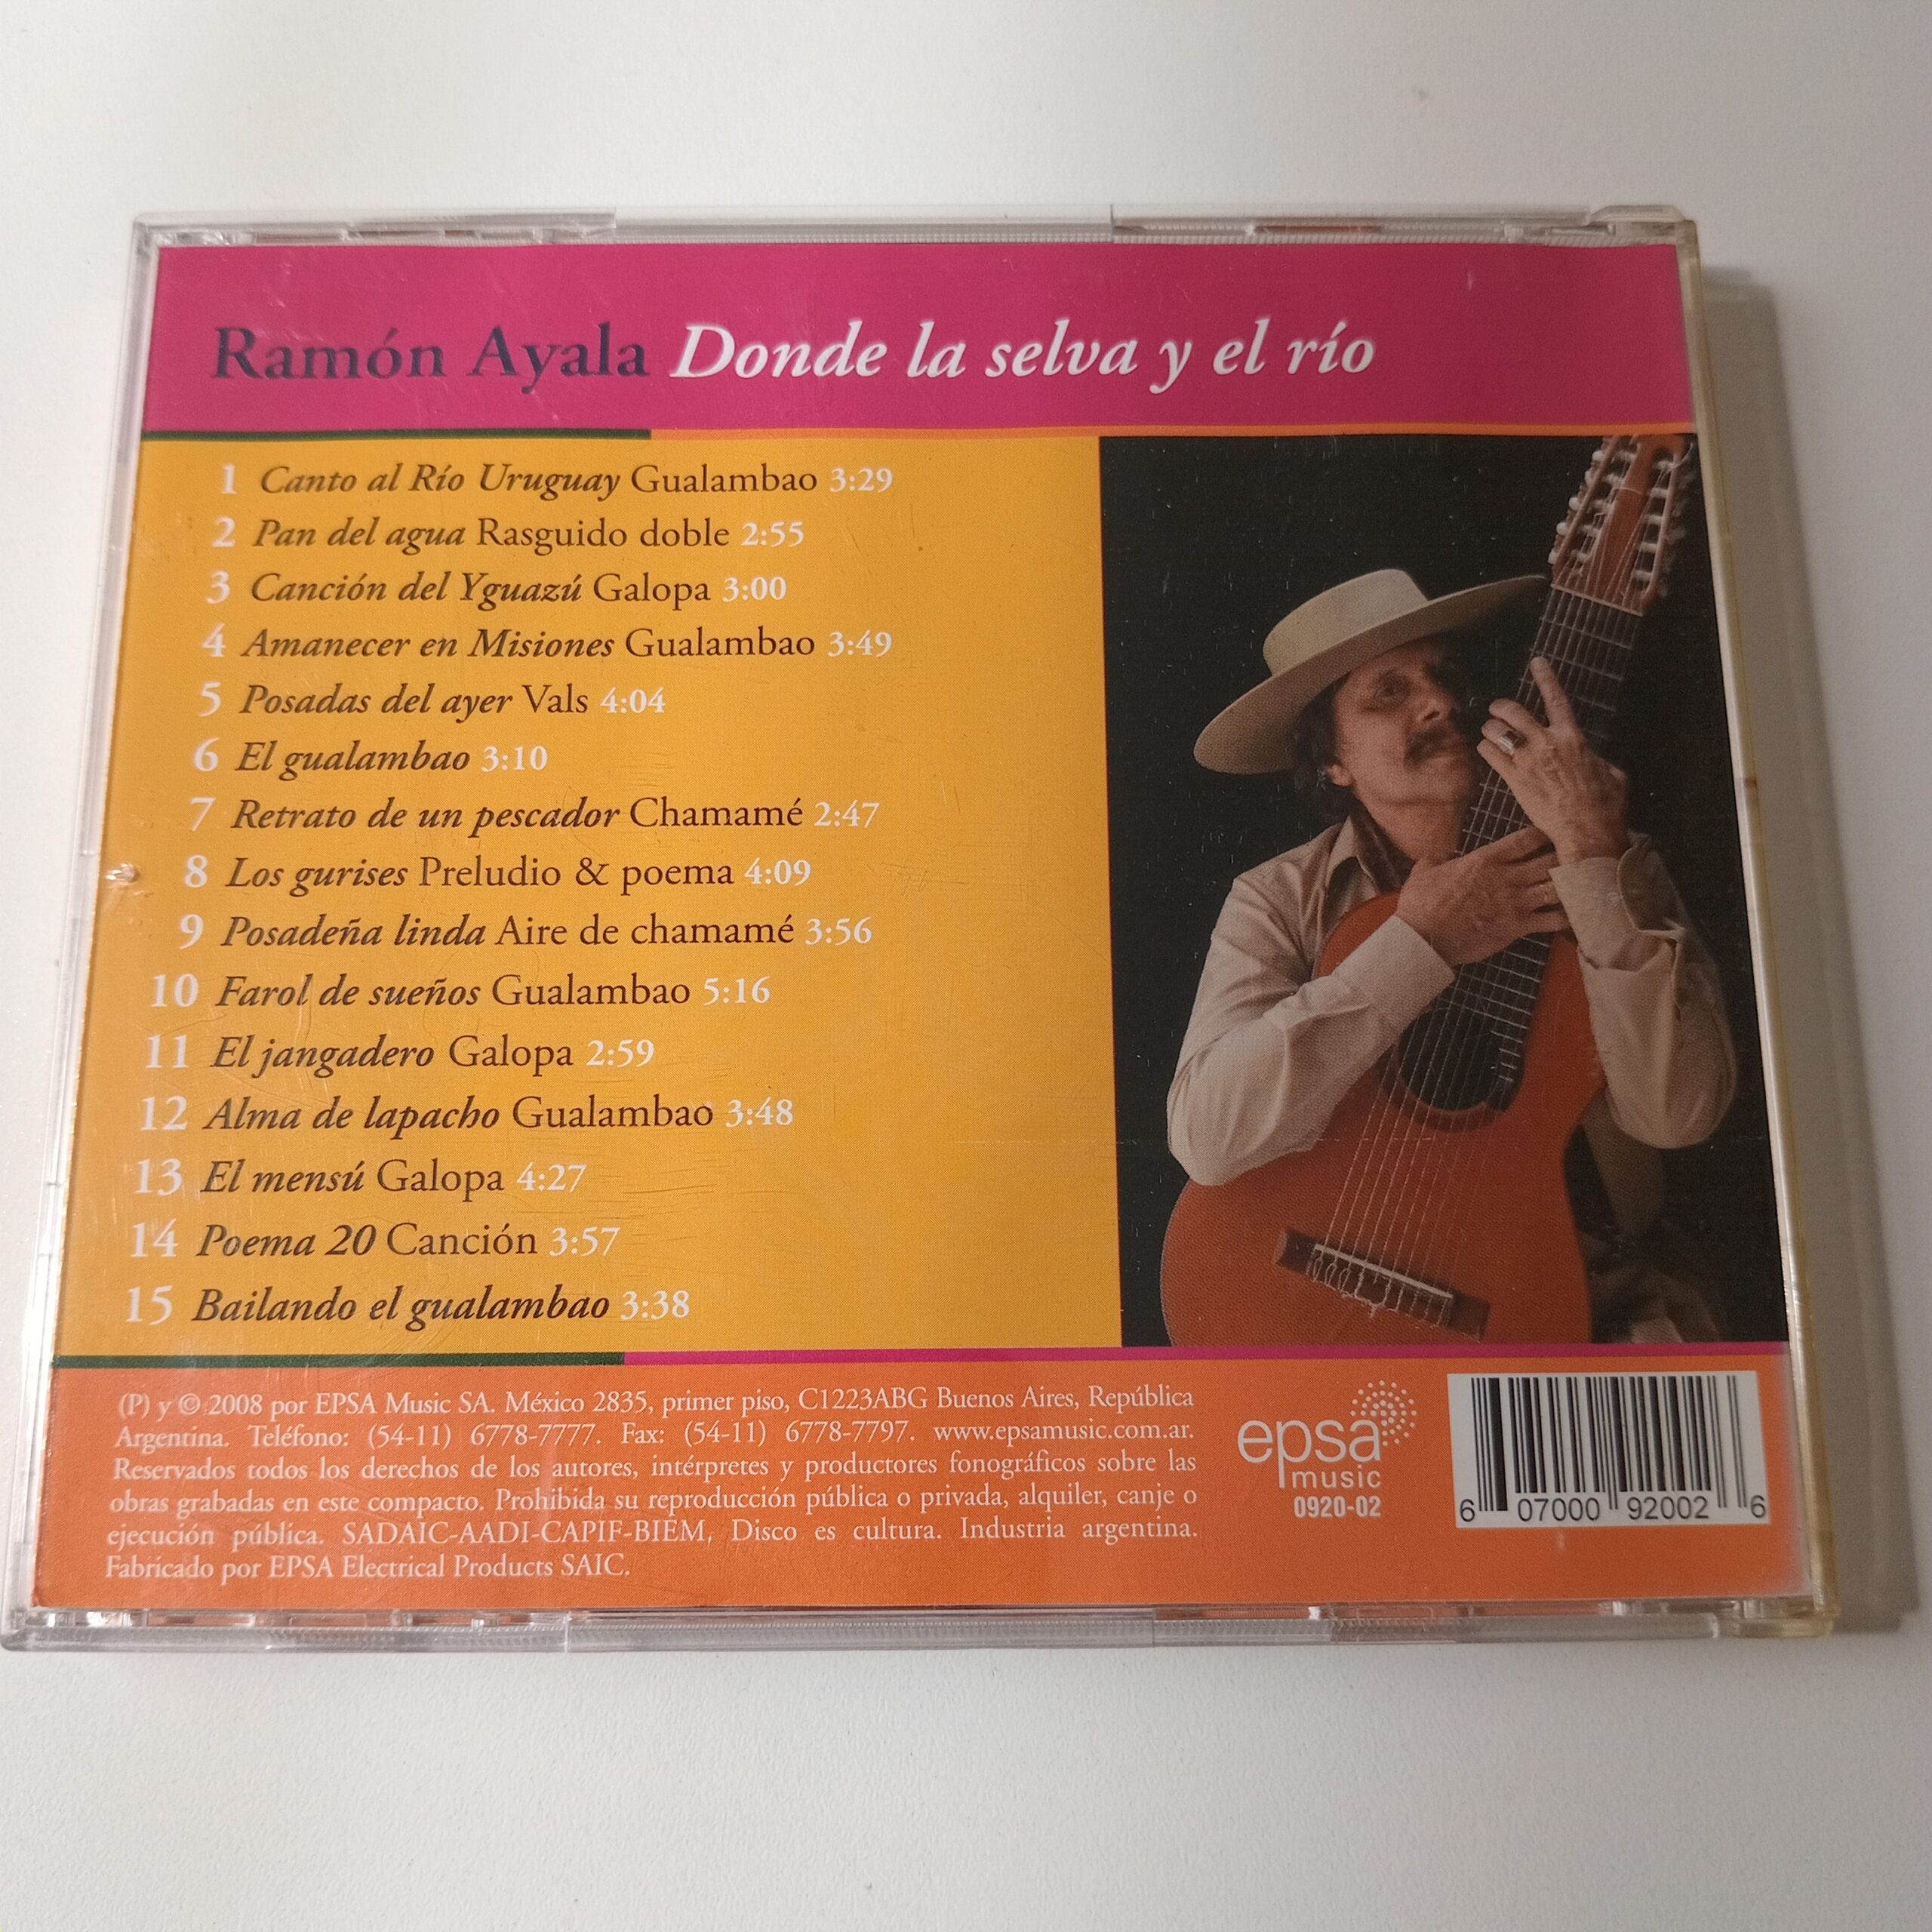 Ramón Ayala Donde la selva y el río
1 Canto al Río Uruguay Gualambao 3:29
2 Pan del agua Rasguido doble 2:55
3 Canción del Yguazú Galopa 3:00
4 Amanecer en Misiones Gualambao 3:49
5 Posadas del ayer Vals 4:04
6 El gualambao 3:10
7 Retrato de un pescador Chamamé 2:47
8 Los gurises Preludio & poema 4:09
9 Posadeña linda Aire de chamamé 3:56
10 Farol de sueños Gualambao 5:16
11 El jangadero Galopa 2:59
12 Alma de lapacho Gualambao 3:48
13 El mensú Galopa 4:27
14 Poema 20 Canción 3:57
15 Bailando el gualambao 3:38
(P) y © 2008 por EPSA Music SA. México 2835, primer piso, C1223ABG Buenos Aires, República
Argentina. Teléfono: (54-11) 6778-7777. Fax: (54-11) 6778-7797. www.epsamusic.com.ar.
Reservados todos los derechos de los autores, intérpretes y productores fonográficos sobre las
obras grabadas en este compacto. Prohibida su reproducción pública o privada, alquiler, canje o
ejecución pública. SADAIC-AADI-CAPIF-BIEM, Disco es cultura. Industria argentina.
Fabricado por EPSA Electrical Products SAIC.
epsa
music
0920-02
6 07000 92002 6